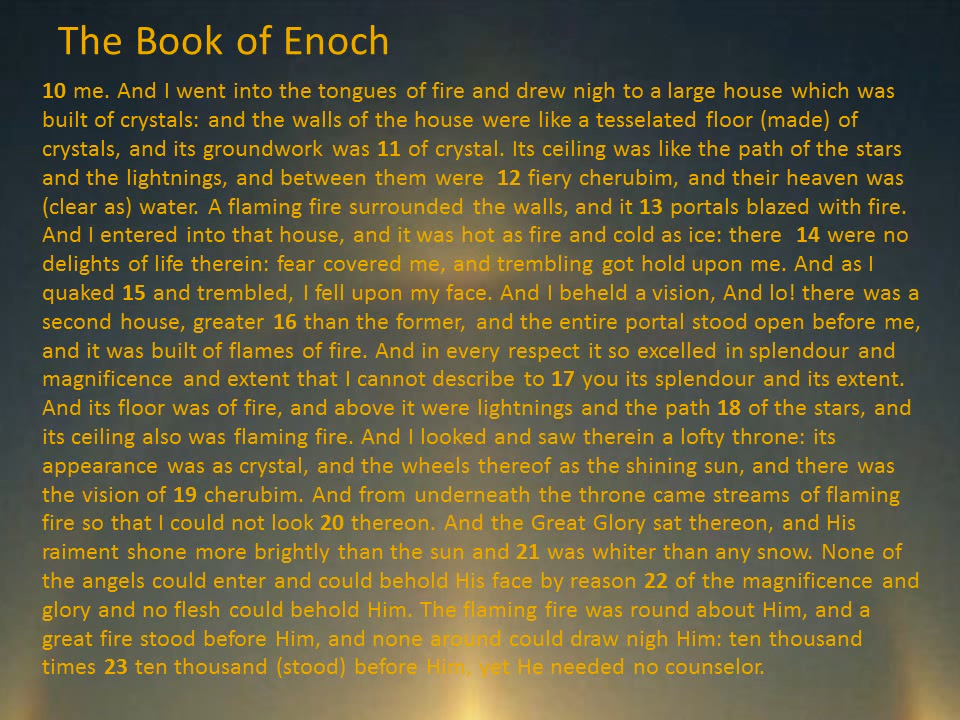 The Book of Enoch
10 me. And I went into the tongues of fire and drew nigh to a large house which was
built of crystals: and the walls of the house were like a tesselated floor (made) of
crystals, and its groundwork was 11 of crystal. Its ceiling was like the path of the stars
and the lightnings, and between them were 12 fiery cherubim, and their heaven was
(clear as) water. A flaming fire surrounded the walls, and it 13 portals blazed with fire.
And I entered into that house, and it was hot as fire and cold as ice: there 14 were no
delights of life therein: fear covered me, and trembling got hold upon me. And as I
quaked 15 and trembled, I fell upon my face. And I beheld a vision, And lo! there was a
second house, greater 16 than the former, and the entire portal stood open before me,
and it was built of flames of fire. And in every respect it so excelled in splendour and
magnificence and extent that I cannot describe to 17 you its splendour and its extent.
And its floor was of fire, and above it were lightnings and the path 18 of the stars, and
its ceiling also was flaming fire. And I looked and saw therein a lofty throne: its
appearance was as crystal, and the wheels thereof as the shining sun, and there was
the vision of 19 cherubim. And from underneath the throne came streams of flaming
fire so that I could not look 20 thereon. And the Great Glory sat thereon, and His
raiment shone more brightly than the sun and 21 was whiter than any snow. None of
the angels could enter and could behold His face by reason 22 of the magnificence and
glory and no flesh could behold Him. The flaming fire was round about Him, and a
great fire stood before Him, and none around could draw nigh Him: ten thousand
times 23 ten thousand (stood) before Him, yet He needed no counselor.